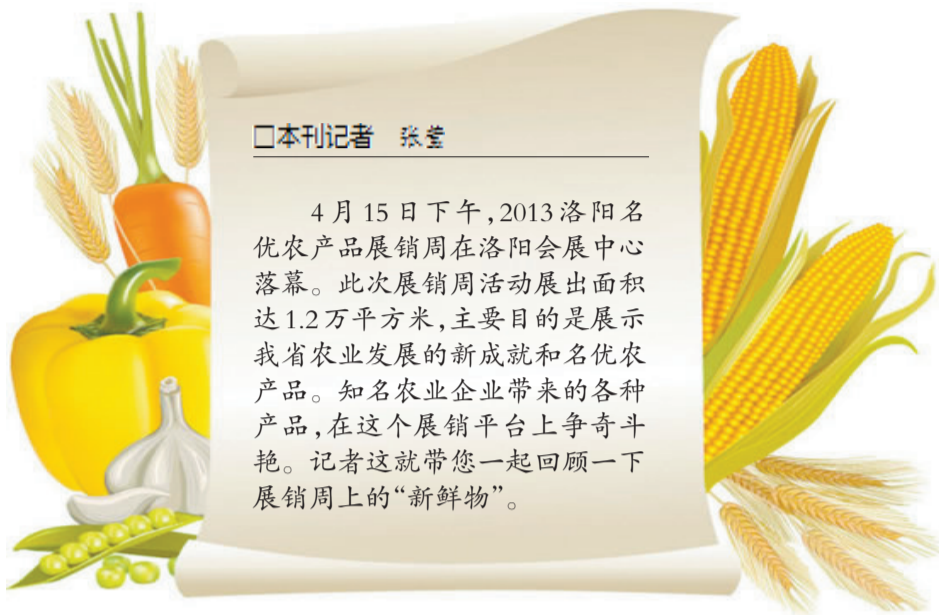 □本刊记者 张莹
4月15日下午,2013洛阳名
优农产品展销周在洛阳会展中心
落幕。此次展销周活动展出面积
达1.2万平方米,主要目的是展示
我省农业发展的新成就和名优农
产品。知名农业企业带来的各种
产品,在这个展销平台上争奇斗
艳。记者这就带您一起回顾一下
展销周上的“新鲜物”。